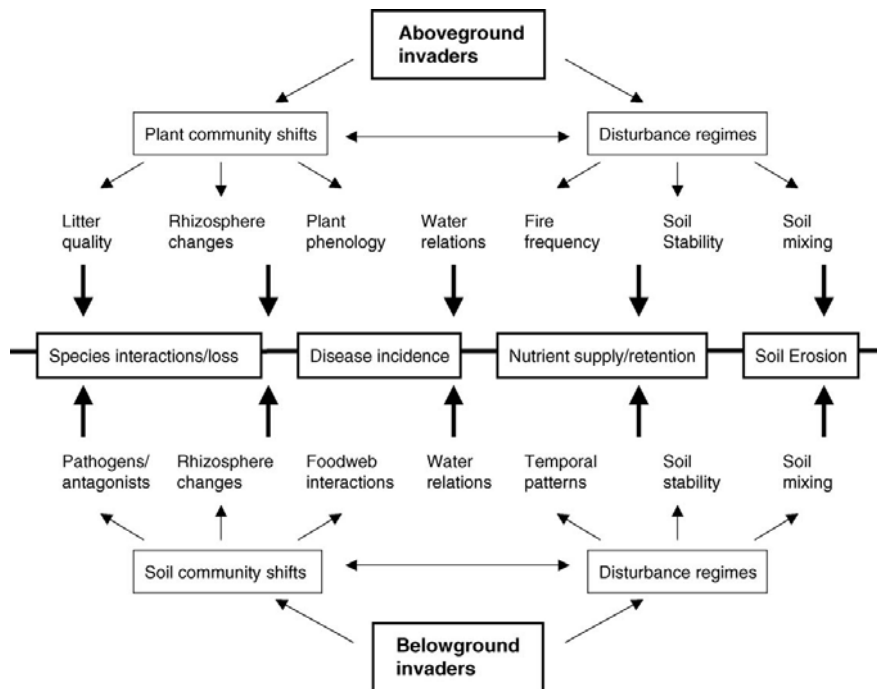 Aboveground
invaders
Plant community shifts
Disturbance regimes
Litter
quality
Rhizosphere
changes
Plant
phenology
Water
relations
Fire
frequency
Soil
Stability
Soil
mixing
Species interactions/loss
Disease incidence
Nutrient supply/retention
Soil Erosion
Pathogens/
antagonists
Rhizosphere
changes
Foodweb
interactions
Water
relations
Temporal
patterns
Soil
stability
Soil
mixing
Soil community shifts
Disturbance regimes
Belowground
invaders